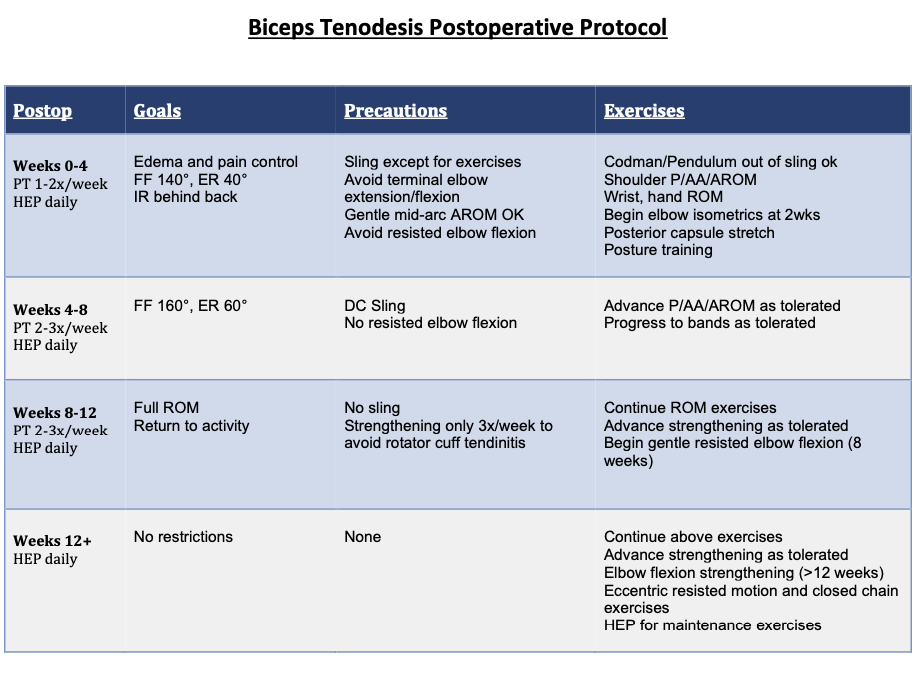 Biceps Tenodesis Postoperative Protocol
Postop
Goals
Precautions
Exercises
Weeks 0-4
PT 1-2x/week
HEP daily
Edema and pain control
FF 140°, ER 40°
IR behind back
Sling except for exercises
Avoid terminal elbow
extension/flexion
Gentle mid-arc AROM OK
Avoid resisted elbow flexion
Codman/Pendulum out of sling ok
Shoulder P/AA/AROM
Wrist, hand ROM
Begin elbow isometrics at 2wks
Posterior capsule stretch
Posture training
Weeks 4-8
PT 2-3x/week
HEP daily
FF 160°, ER 60°
DC Sling
No resisted elbow flexion
Advance P/AA/AROM as tolerated
Progress to bands as tolerated
Weeks 8-12
PT 2-3x/week
HEP daily
Full ROM
Return to activity
No sling
Strengthening only 3x/week to
avoid rotator cuff tendinitis
Continue ROM exercises
Advance strengthening as tolerated
Begin gentle resisted elbow flexion (8
weeks)
Weeks 12+
HEP daily
No restrictions
None
Continue above exercises
Advance strengthening as tolerated
Elbow flexion strengthening (>12 weeks)
Eccentric resisted motion and closed chain
exercises
HEP for maintenance exercises